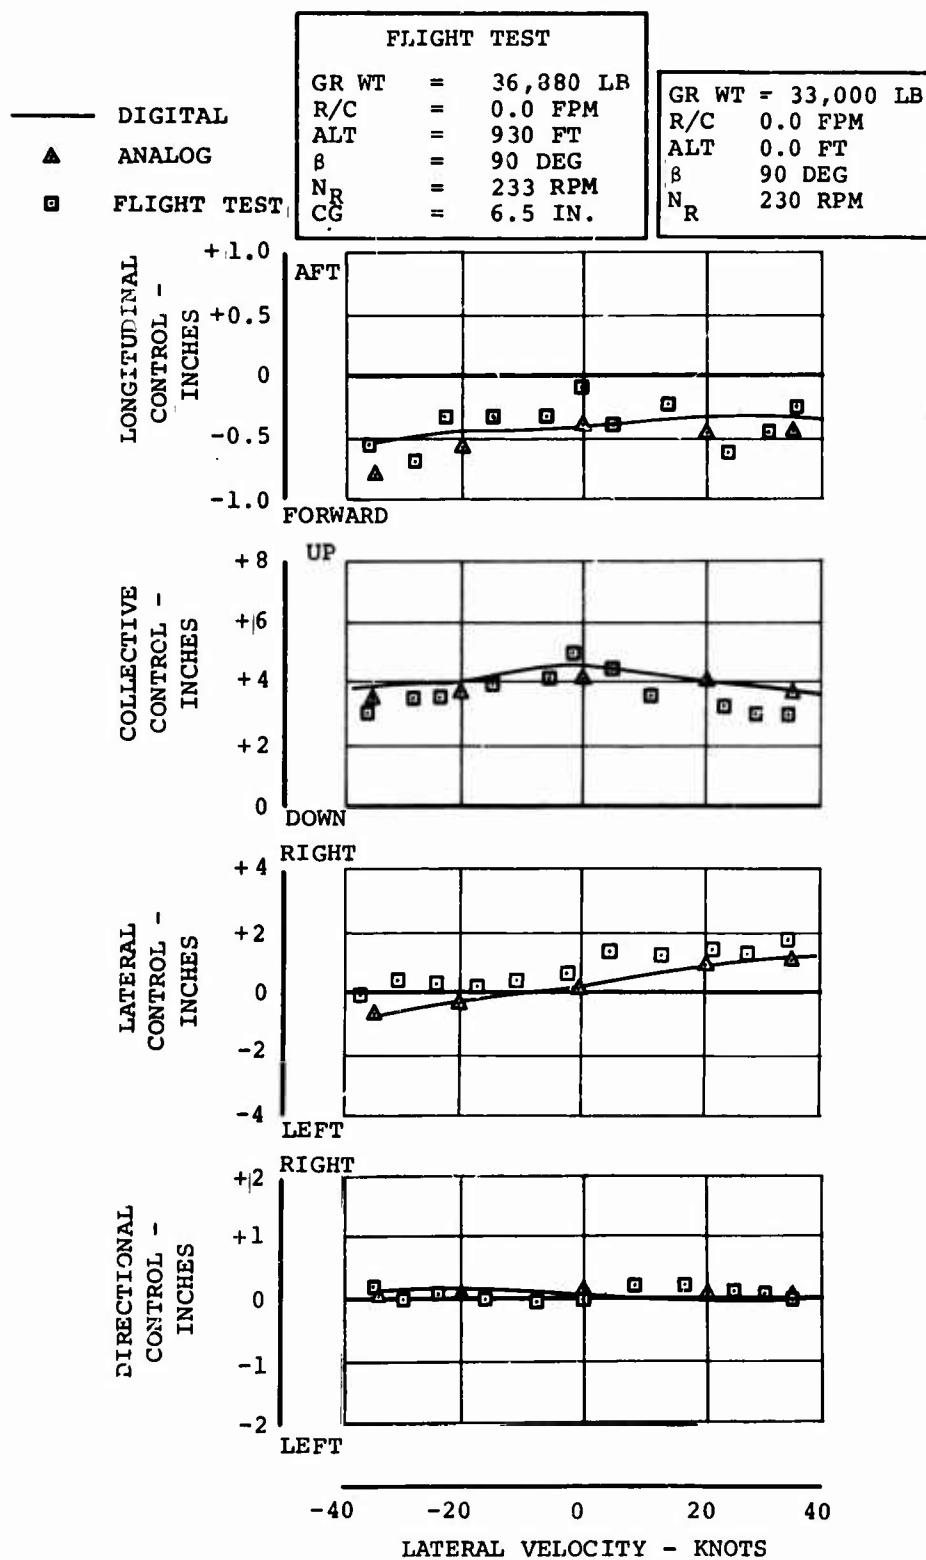 FLIGHT TEST
GR WT = 36,880 LB
R/C = 0.0 FPM
ALT = 930 FT
β = 90 DEG
N_R = 233 RPM
CG = 6.5 IN.
GR WT = 33,000 LB
R/C 0.0 FPM
ALT 0.0 FT
β 90 DEG
N_R 230 RPM
DIGITAL
ANALOG
FLIGHT TEST
LONGITUDINAL
CONTROL -
INCHES
+1.0
+0.5
0
-0.5
-1.0
AFT
FORWARD
COLLECTIVE
CONTROL -
INCHES
+8
+6
+4
+2
0
UP
DOWN
LATERAL
CONTROL -
INCHES
+4
+2
0
-2
-4
RIGHT
LEFT
DIRECTIONAL
CONTROL -
INCHES
+2
+1
0
-1
-2
RIGHT
LEFT
-40 -20 0 20 40
LATERAL VELOCITY - KNOTS